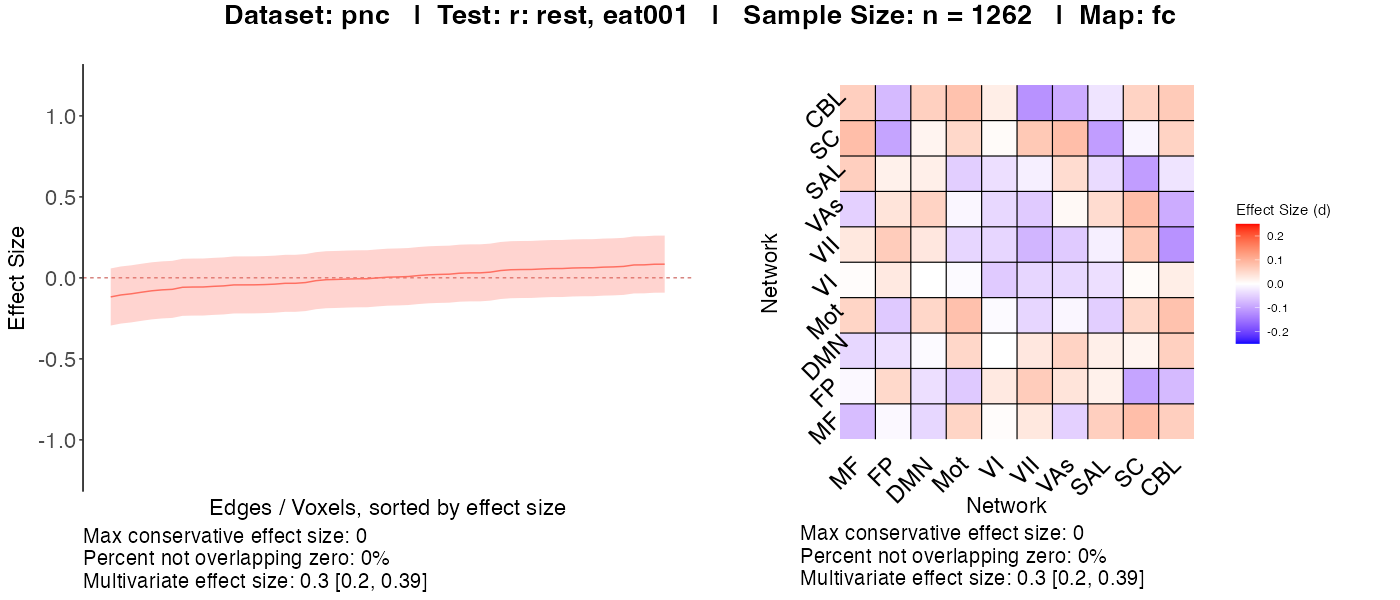 Dataset: pnc | Test: r: rest, eat001 | Sample Size: n = 1262 | Map: fc
Effect Size
1.0
0.5
0.0
-0.5
-1.0
Edges / Voxels, sorted by effect size
Max conservative effect size: 0
Percent not overlapping zero: 0%
Multivariate effect size: 0.3 [0.2, 0.39]
Network
CBL
SC
SAL
VAs
VII
VI
Mot
DMN
FP
MF
MF FP DMN Mot VI VII VAs SAL SC CBL
Network
Max conservative effect size: 0
Percent not overlapping zero: 0%
Multivariate effect size: 0.3 [0.2, 0.39]
Effect Size (d)
0.2
0.1
0.0
-0.1
-0.2